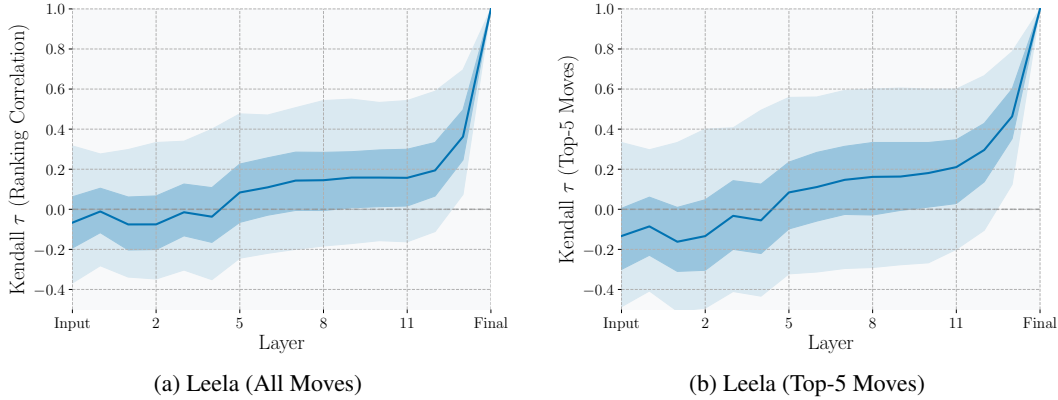 Kendall τ (Ranking Correlation)
1.0
0.8
0.6
0.4
0.2
0.0
−0.2
−0.4
Input 2 5 8 11 Final
Layer
(a) Leela (All Moves)
Kendall τ (Top-5 Moves)
1.0
0.8
0.6
0.4
0.2
0.0
−0.2
−0.4
Input 2 5 8 11 Final
Layer
(b) Leela (Top-5 Moves)